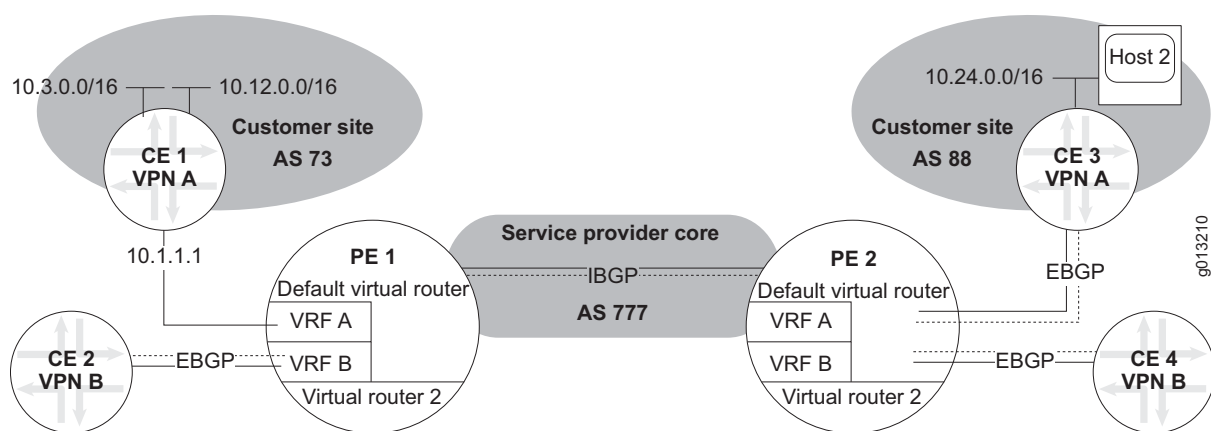 10.3.0.0/16
10.12.0.0/16
Customer site
AS 73
CE 1
VPN A
10.1.1.1
CE 2
VPN B
EBGP
PE 1
Default virtual router
VRF A
VRF B
Virtual router 2
Service provider core
IBGP
AS 777
PE 2
Default virtual router
VRF A
VRF B
Virtual router 2
10.24.0.0/16
Host 2
Customer site
AS 88
CE 3
VPN A
EBGP
EBGP
CE 4
VPN B
g013210